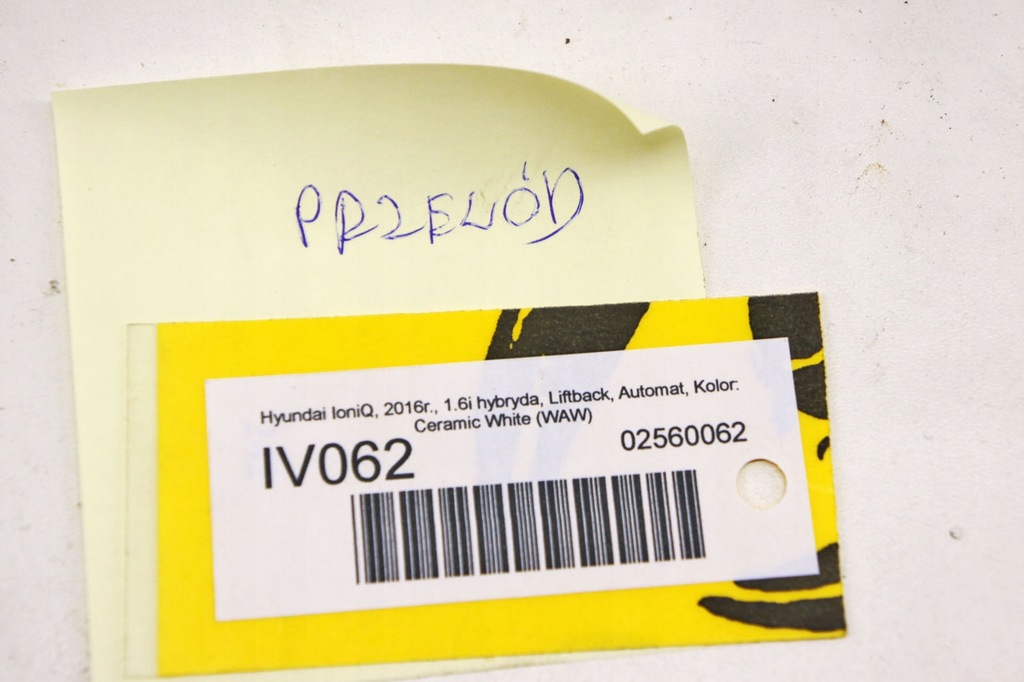 PRZEWÓD
Hyundai IoniQ, 2016r., 1.6i hybryda, Liftback, Automat, Kolor:
Ceramic White (WAW)
IV062
02560062